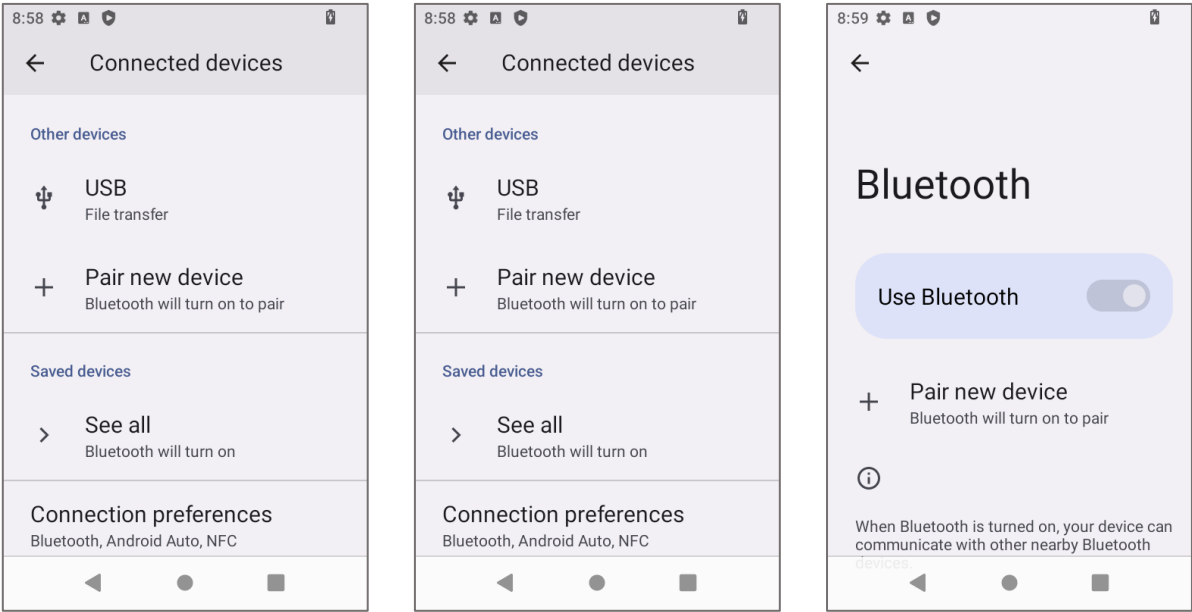 8:58
Connected devices
Other devices
USB
File transfer
Pair new device
Bluetooth will turn on to pair
Saved devices
See all
Bluetooth will turn on
Connection preferences
Bluetooth, Android Auto, NFC
8:58
Connected devices
Other devices
USB
File transfer
Pair new device
Bluetooth will turn on to pair
Saved devices
See all
Bluetooth will turn on
Connection preferences
Bluetooth, Android Auto, NFC
8:59
Bluetooth
Use Bluetooth
Pair new device
Bluetooth will turn on to pair
When Bluetooth is turned on, your device can
communicate with other nearby Bluetooth
devices.